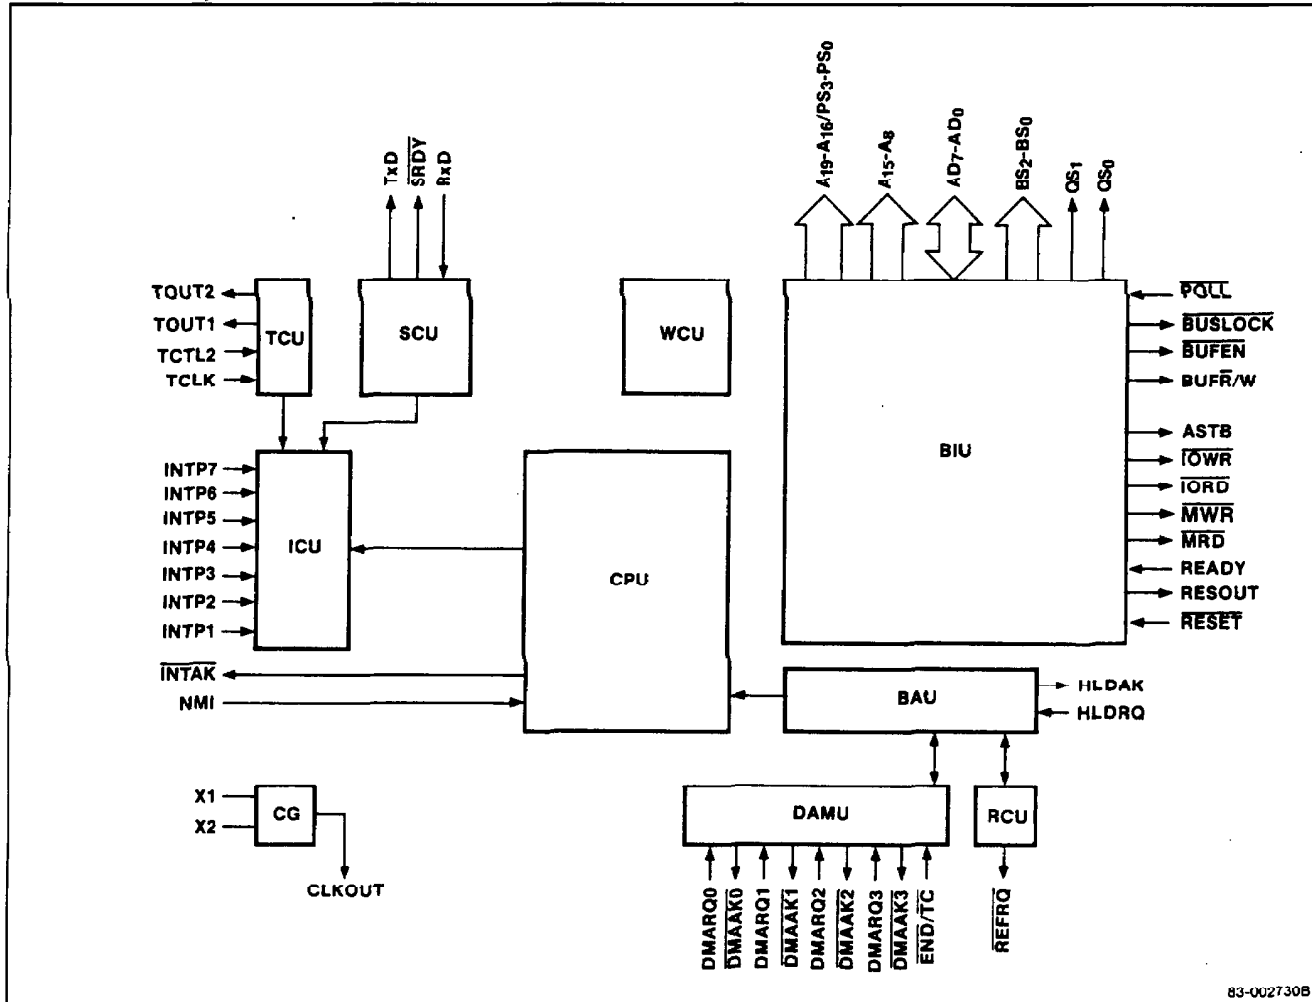 A19-A16/PS3-PS0
A15-A8
AD7-AD0
BS2-BS0
QS1
QS0
TxD
SRDY
RxD
TOUT2
TOUT1
TCTL2
TCLK
TCU
SCU
WCU
BIU
POLL
BUSLOCK
BUFEN
BUFR/W
ASTB
IOWR
IORD
MWR
MRD
READY
RESOUT
RESET
INTP7
INTP6
INTP5
INTP4
INTP3
INTP2
INTP1
ICU
CPU
INTAK
NMI
BAU
HLDAK
HLDRQ
X1
X2
CG
CLKOUT
DAMU
RCU
DMARQ0
DMAAK0
DMARQ1
DMAAK1
DMARQ2
DMAAK2
DMARQ3
DMAAK3
END/TC
REFRQ
83-002730B